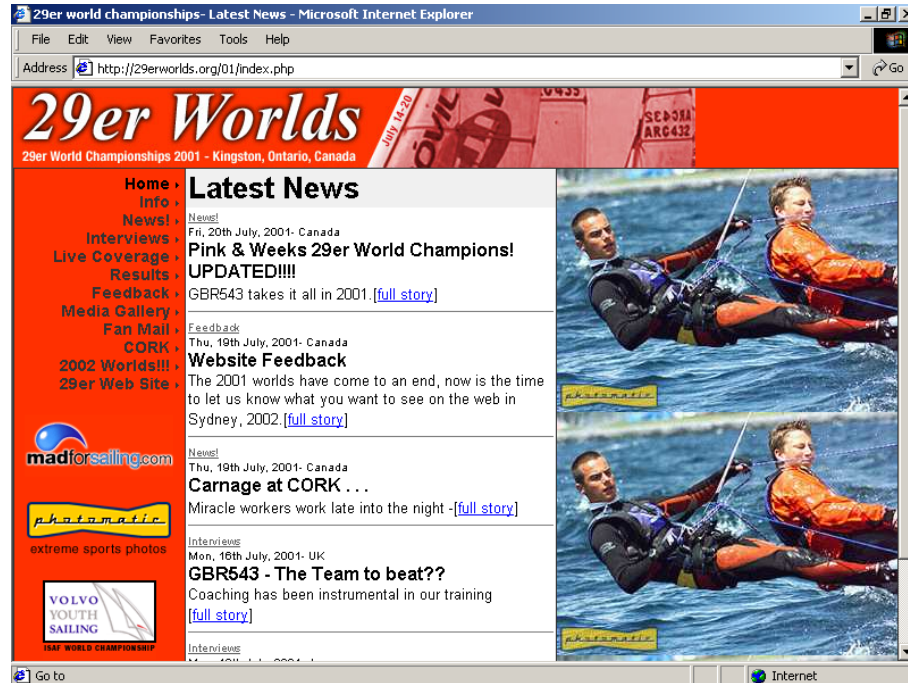 29er world championships- Latest News - Microsoft Internet Explorer
File Edit View Favorites Tools Help
Address http://29erworlds.org/01/index.php Go
29er Worlds
29er World Championships 2001 - Kingston, Ontario, Canada
July 14-20
ARG432
Home
Info
News!
Interviews
Live Coverage
Results
Feedback
Media Gallery
Fan Mail
CORK
2002 Worlds!!!
29er Web Site
madforsailing.com
photomatic
extreme sports photos
VOLVO
YOUTH
SAILING
ISAF WORLD CHAMPIONSHIP
Latest News
News!
Fri, 20th July, 2001- Canada
Pink & Weeks 29er World Champions!
UPDATED!!!!
GBR543 takes it all in 2001.[full story]
Feedback
Thu, 19th July, 2001- Canada
Website Feedback
The 2001 worlds have come to an end, now is the time
to let us know what you want to see on the web in
Sydney, 2002.[full story]
News!
Thu, 19th July, 2001- Canada
Carnage at CORK . . .
Miracle workers work late into the night -[full story]
Interviews
Mon, 16th July, 2001- UK
GBR543 - The Team to beat??
Coaching has been instrumental in our training
[full story]
Interviews
photomatic
photomatic
Go to
Internet